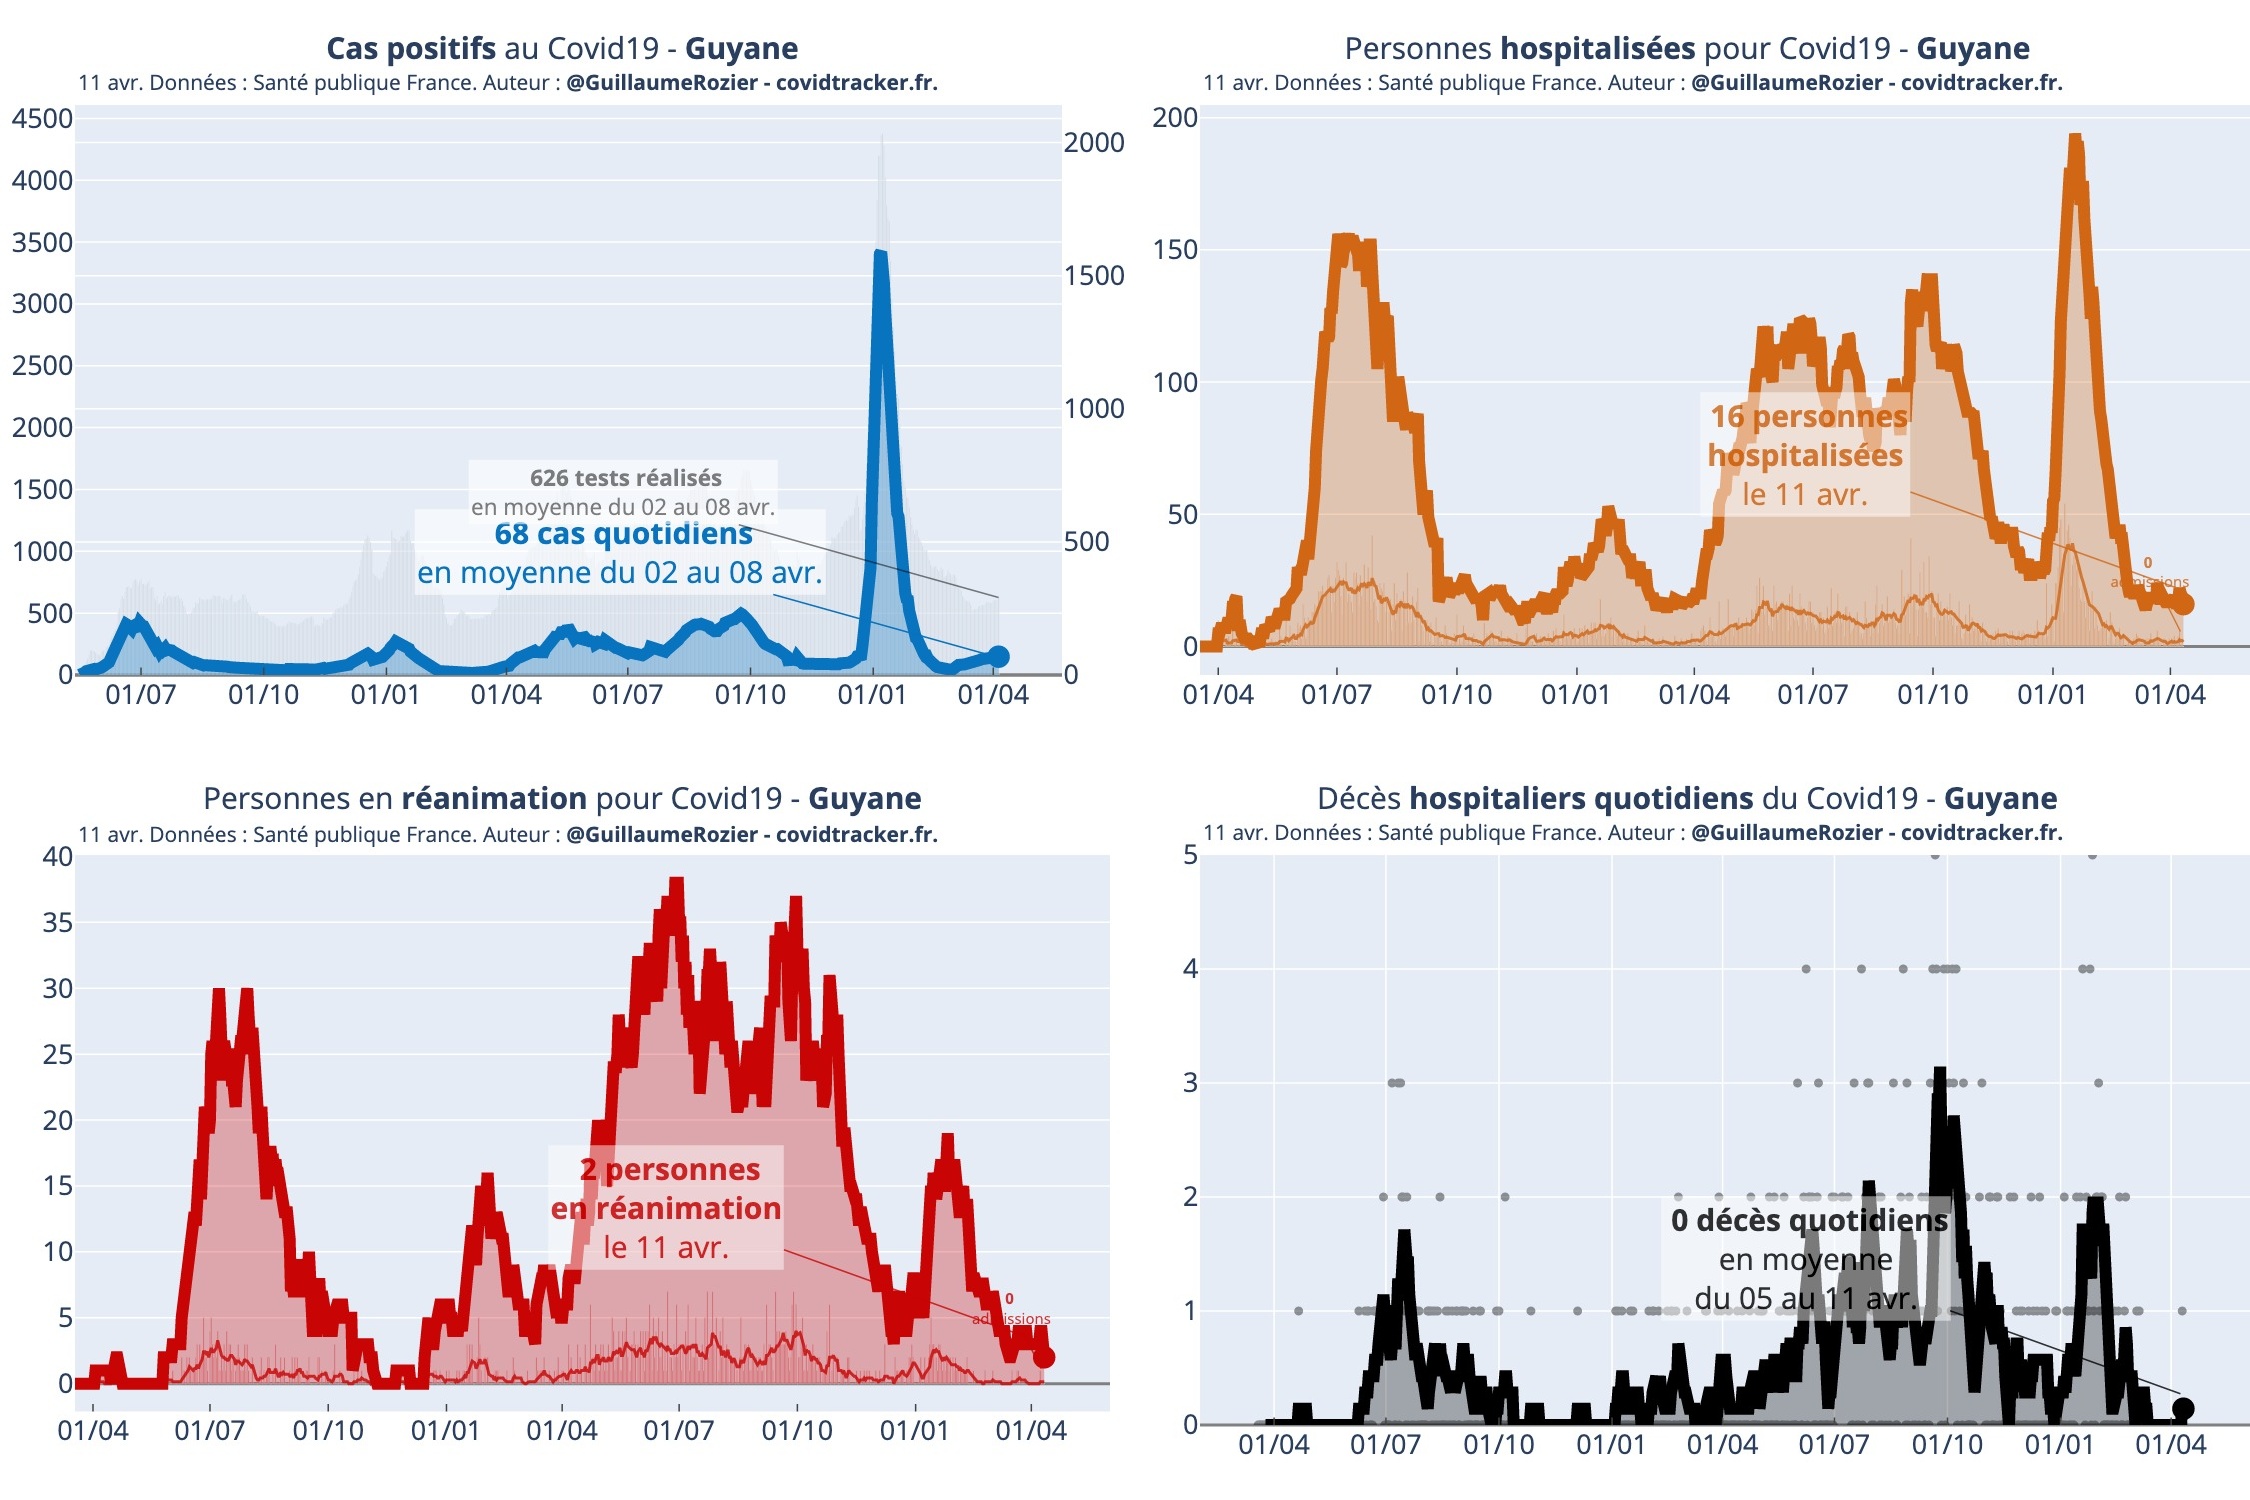 Cas positifs au Covid19 - Guyane
11 avr. Données : Santé publique France. Auteur : @GuillaumeRozier - covidtracker.fr.
4500
4000
3500
3000
2500
2000
1500
1000
500
0
2000
1500
1000
500
0
626 tests réalisés
en moyenne du 02 au 08 avr.
68 cas quotidiens
en moyenne du 02 au 08 avr.
01/07 01/10 01/01 01/04 01/07 01/10 01/01 01/04
Personnes hospitalisées pour Covid19 - Guyane
11 avr. Données : Santé publique France. Auteur : @GuillaumeRozier - covidtracker.fr.
200
150
100
50
0
16 personnes
hospitalisées
le 11 avr.
0
admissions
01/04 01/07 01/10 01/01 01/04 01/07 01/10 01/01 01/04
Personnes en réanimation pour Covid19 - Guyane
11 avr. Données : Santé publique France. Auteur : @GuillaumeRozier - covidtracker.fr.
40
35
30
25
20
15
10
5
0
2 personnes
en réanimation
le 11 avr.
0
admissions
01/04 01/07 01/10 01/01 01/04 01/07 01/10 01/01 01/04
Décès hospitaliers quotidiens du Covid19 - Guyane
11 avr. Données : Santé publique France. Auteur : @GuillaumeRozier - covidtracker.fr.
5
4
3
2
1
0
0 décès quotidiens
en moyenne
du 05 au 11 avr.
01/04 01/07 01/10 01/01 01/04 01/07 01/10 01/01 01/04